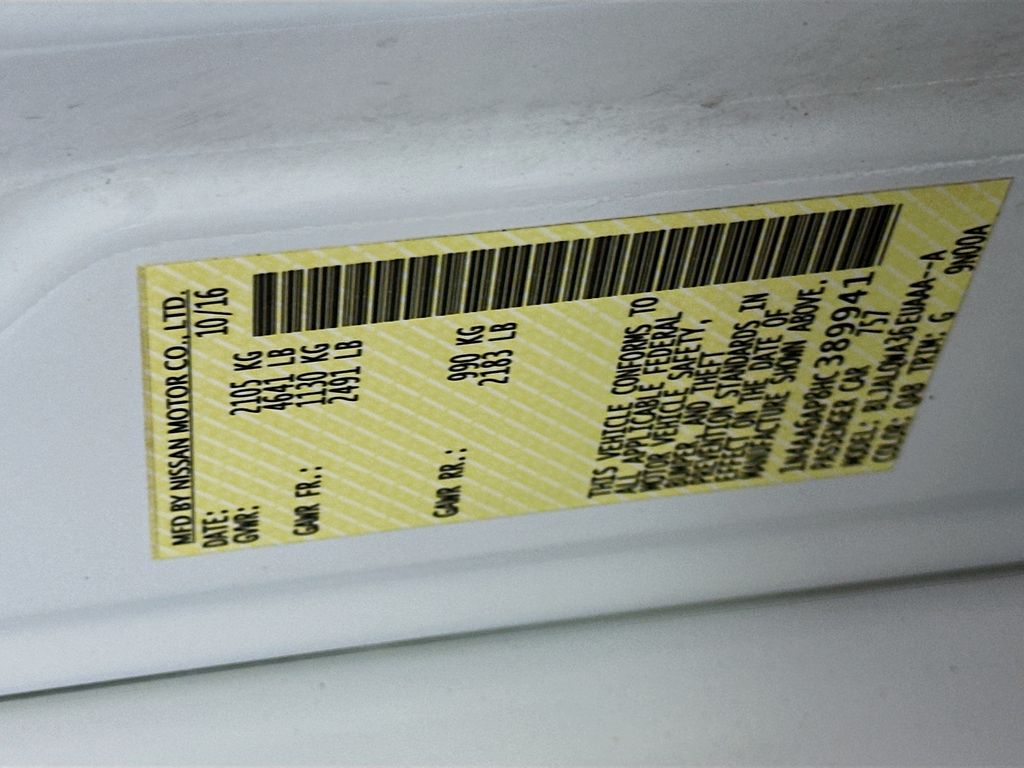 MFD BY NISSAN MOTOR CO., LTD.
DATE: 10/16
GVWR: 2105 KG
4641 LB
GAWR FR.: 1130 KG
2491 LB
GAWR RR.: 990 KG
2183 LB
THIS VEHICLE CONFORMS TO
ALL APPLICABLE FEDERAL
MOTOR VEHICLE SAFETY,
BUMPER, AND THEFT
PREVENTION STANDARDS IN
EFFECT ON THE DATE OF
MANUFACTURE SHOWN ABOVE.
1N4AA6AP8HC389941
PASSENGER CAR 757
MODEL: BLJALQWA36EUAAA--A
COLOR: QAB TRIM: G 9N00A